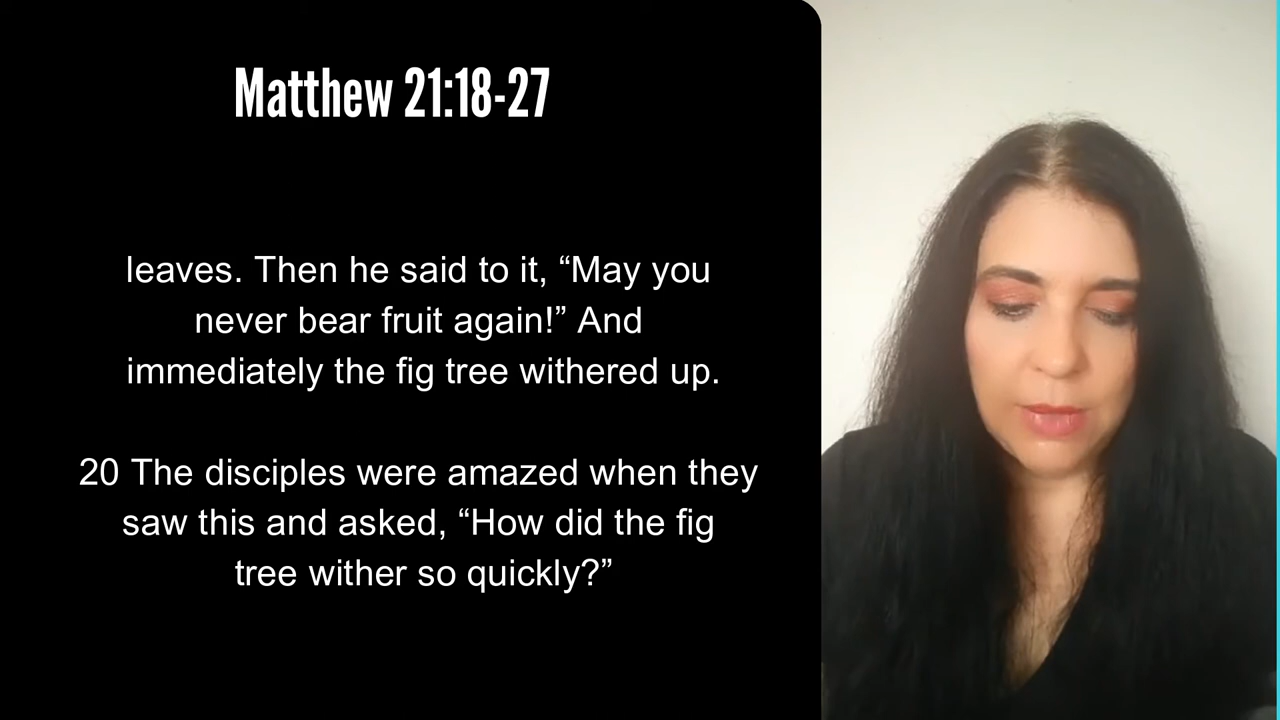 Matthew 21:18-27
leaves. Then he said to it, “May you
never bear fruit again!” And
immediately the fig tree withered up.
20 The disciples were amazed when they
saw this and asked, “How did the fig
tree wither so quickly?”